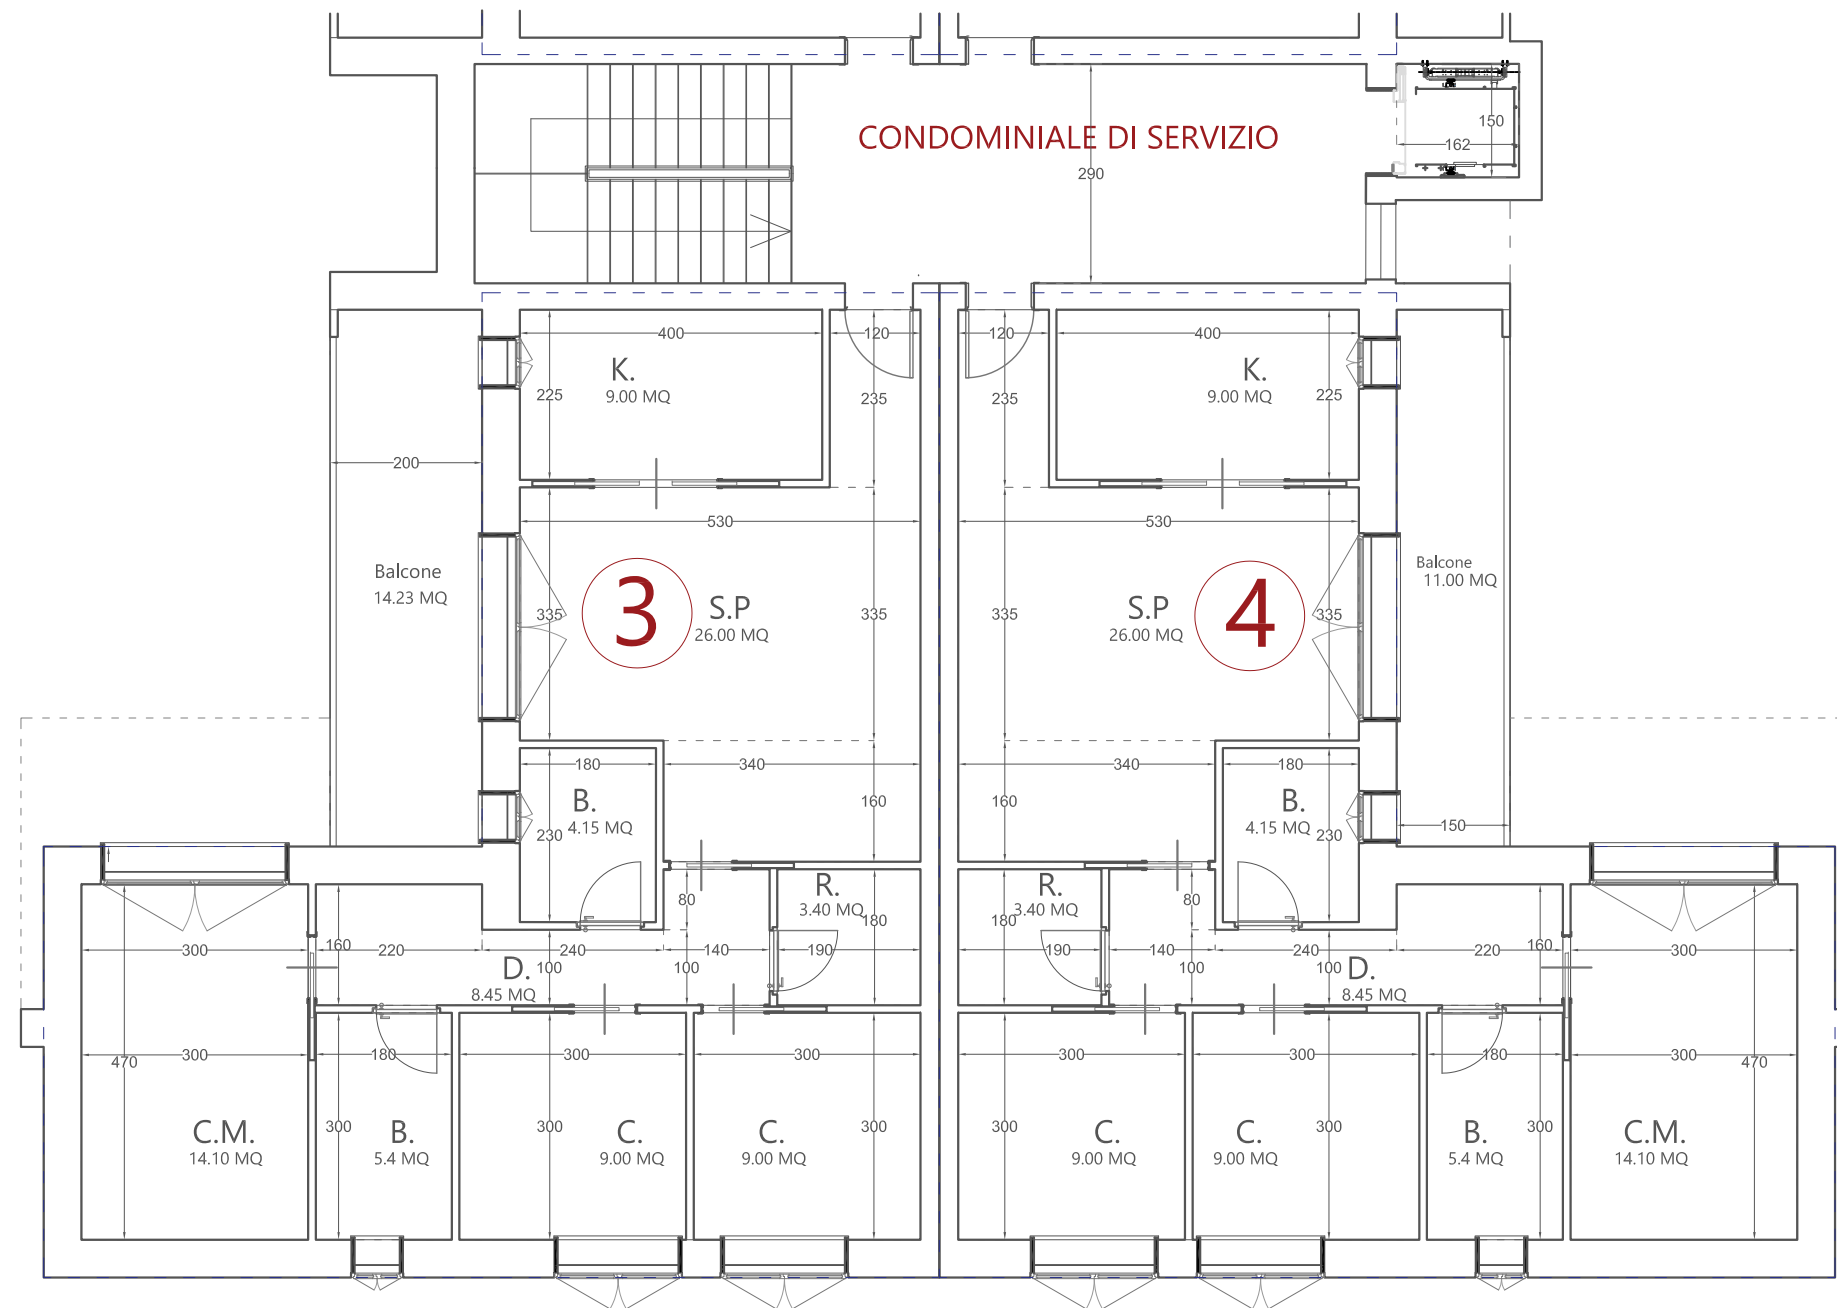 CONDOMINIALE DI SERVIZIO
150
162
290
400
120
120
400
K.
9.00 MQ
K.
9.00 MQ
225
235
235
225
200
530
530
Balcone
14.23 MQ
335
3
S.P
26.00 MQ
335
335
S.P
26.00 MQ
4
335
Balcone
11.00 MQ
180
340
340
180
B.
4.15 MQ
230
160
160
B.
4.15 MQ
230
150
80
R.
3.40 MQ
180
R.
3.40 MQ
180
80
300
160
220
240
100
140
100
190
190
140
100
240
100
220
160
300
D.
8.45 MQ
D.
8.45 MQ
470
300
180
300
300
300
300
180
300
470
C.M.
14.10 MQ
300
B.
5.4 MQ
300
C.
9.00 MQ
C.
9.00 MQ
300
300
C.
9.00 MQ
C.
9.00 MQ
300
B.
5.4 MQ
300
C.M.
14.10 MQ